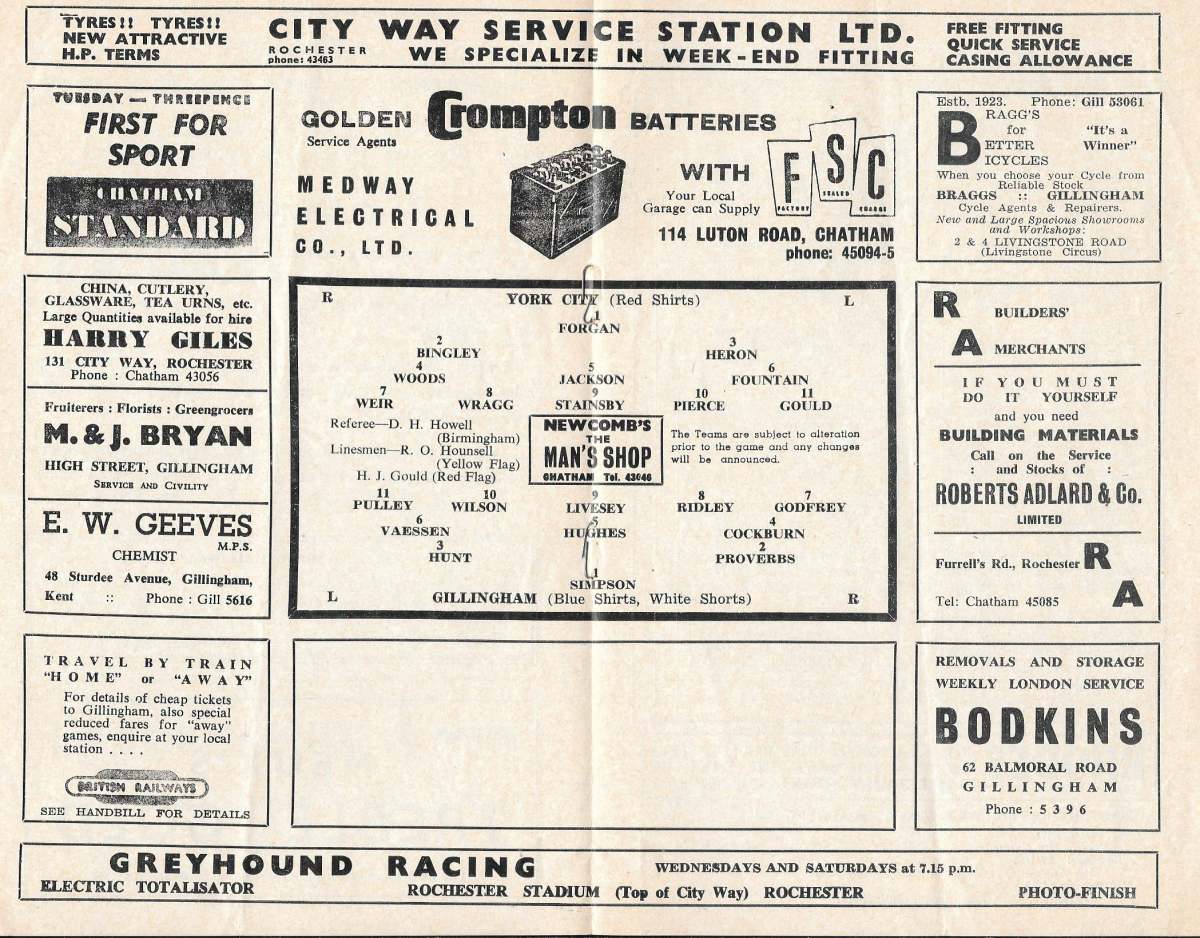 TYRES!! TYRES!!
NEW ATTRACTIVE
H.P. TERMS
CITY WAY SERVICE STATION LTD.
ROCHESTER
phone: 43463
WE SPECIALIZE IN WEEK-END FITTING
FREE FITTING
QUICK SERVICE
CASING ALLOWANCE
TUESDAY — THREEPENCE
FIRST FOR
SPORT
CHATHAM
STANDARD
GOLDEN Crompton BATTERIES
Service Agents
MEDWAY
ELECTRICAL
CO., LTD.
WITH
Your Local
Garage can Supply
F S C
FACTORY SEALED CHARGE
114 LUTON ROAD, CHATHAM
phone: 45094-5
Estb. 1923. Phone: Gill 53061
BRAGG'S
for
BETTER
BICYCLES
"It's a
Winner"
When you choose your Cycle from
Reliable Stock
BRAGGS :: GILLINGHAM
Cycle Agents & Repairers.
New and Large Spacious Showrooms
and Workshops:
2 & 4 LIVINGSTONE ROAD
(Livingstone Circus)
CHINA, CUTLERY,
GLASSWARE, TEA URNS, etc.
Large Quantities available for hire
HARRY GILES
131 CITY WAY, ROCHESTER
Phone : Chatham 43056
Fruiterers : Florists : Greengrocers
M. & J. BRYAN
HIGH STREET, GILLINGHAM
SERVICE AND CIVILITY
E. W. GEEVES
M.P.S.
CHEMIST
48 Sturdee Avenue, Gillingham,
Kent :: Phone : Gill 5616
R YORK CITY (Red Shirts) L
1
FORGAN
2 3
BINGLEY HERON
4 5 6
WOODS JACKSON FOUNTAIN
7 8 9 10 11
WEIR WRAGG STAINSBY PIERCE GOULD
Referee—D. H. Howell
(Birmingham)
Linesmen—R. O. Hounsell
(Yellow Flag)
H. J. Gould (Red Flag)
NEWCOMB'S
THE
MAN'S SHOP
CHATHAM Tel. 43046
The Teams are subject to alteration
prior to the game and any changes
will be announced.
11 10 9 8 7
PULLEY WILSON LIVESEY RIDLEY GODFREY
6 5 4
VAESSEN HUGHES COCKBURN
3 2
HUNT PROVERBS
1
SIMPSON
L GILLINGHAM (Blue Shirts, White Shorts) R
R BUILDERS'
A MERCHANTS
IF YOU MUST
DO IT YOURSELF
and you need
BUILDING MATERIALS
Call on the Service
: and Stocks of :
ROBERTS ADLARD & Co.
LIMITED
Furrell's Rd., Rochester R
Tel: Chatham 45085 A
TRAVEL BY TRAIN
"HOME" or "AWAY"
For details of cheap tickets
to Gillingham, also special
reduced fares for "away"
games, enquire at your local
station . . . .
BRITISH RAILWAYS
SEE HANDBILL FOR DETAILS
REMOVALS AND STORAGE
WEEKLY LONDON SERVICE
BODKINS
62 BALMORAL ROAD
GILLINGHAM
Phone : 5396
GREYHOUND RACING WEDNESDAYS AND SATURDAYS at 7.15 p.m.
ELECTRIC TOTALISATOR ROCHESTER STADIUM (Top of City Way) ROCHESTER PHOTO-FINISH